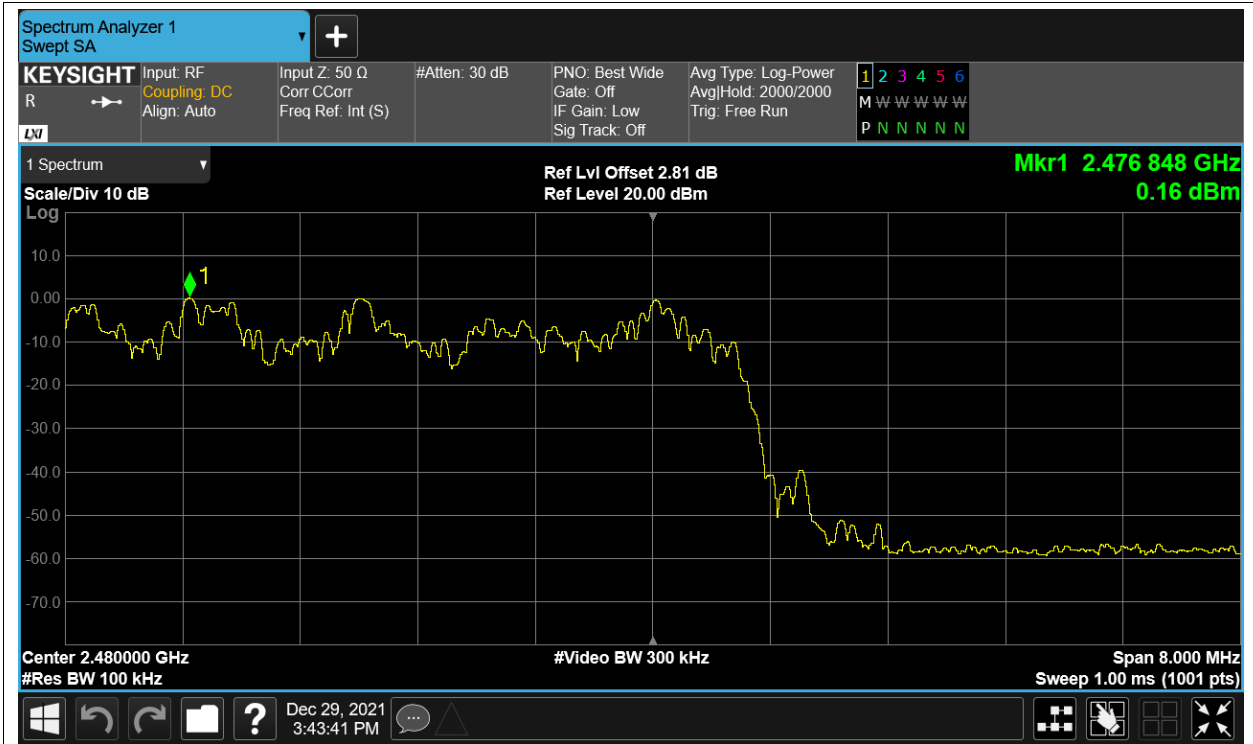 Spectrum Analyzer 1
Swept SA
KEYSIGHT
R
LXI
Input: RF
Coupling: DC
Align: Auto
Input Z: 50 Ω
Corr CCorr
Freq Ref: Int (S)
#Atten: 30 dB
PNO: Best Wide
Gate: Off
IF Gain: Low
Sig Track: Off
Avg Type: Log-Power
Avg|Hold: 2000/2000
Trig: Free Run
1 2 3 4 5 6
M W W W W W
P N N N N N
1 Spectrum
Scale/Div 10 dB
Log
Ref Lvl Offset 2.81 dB
Ref Level 20.00 dBm
Mkr1 2.476 848 GHz
0.16 dBm
1
10.0
0.00
-10.0
-20.0
-30.0
-40.0
-50.0
-60.0
-70.0
Center 2.480000 GHz
#Video BW 300 kHz
Span 8.000 MHz
#Res BW 100 kHz
Sweep 1.00 ms (1001 pts)
?
Dec 29, 2021
3:43:41 PM